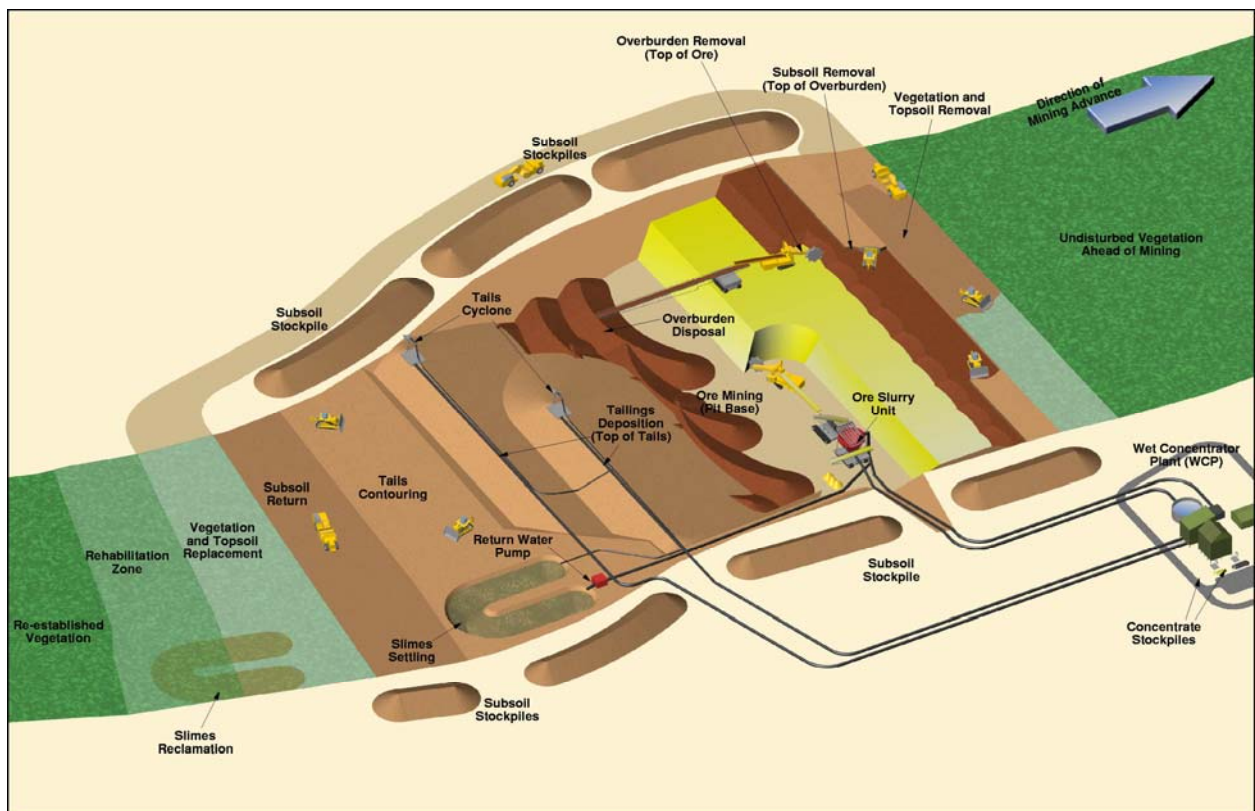 Overburden Removal
(Top of Ore)
Subsoil Removal
(Top of Overburden)
Vegetation and
Topsoil Removal
Direction of
Mining Advance
Subsoil
Stockpiles
Undisturbed Vegetation
Ahead of Mining
Tails
Cyclone
Subsoil
Stockpile
Overburden
Disposal
Ore Mining
(Pit Base)
Ore Slurry
Unit
Tailings
Deposition
(Top of Tails)
Wet Concentrator
Plant (WCP)
Tails
Contouring
Subsoil
Return
Vegetation
and Topsoil
Replacement
Rehabilitation
Zone
Return Water
Pump
Subsoil
Stockpile
Re-established
Vegetation
Slimes
Settling
Concentrate
Stockpiles
Subsoil
Stockpiles
Slimes
Reclamation